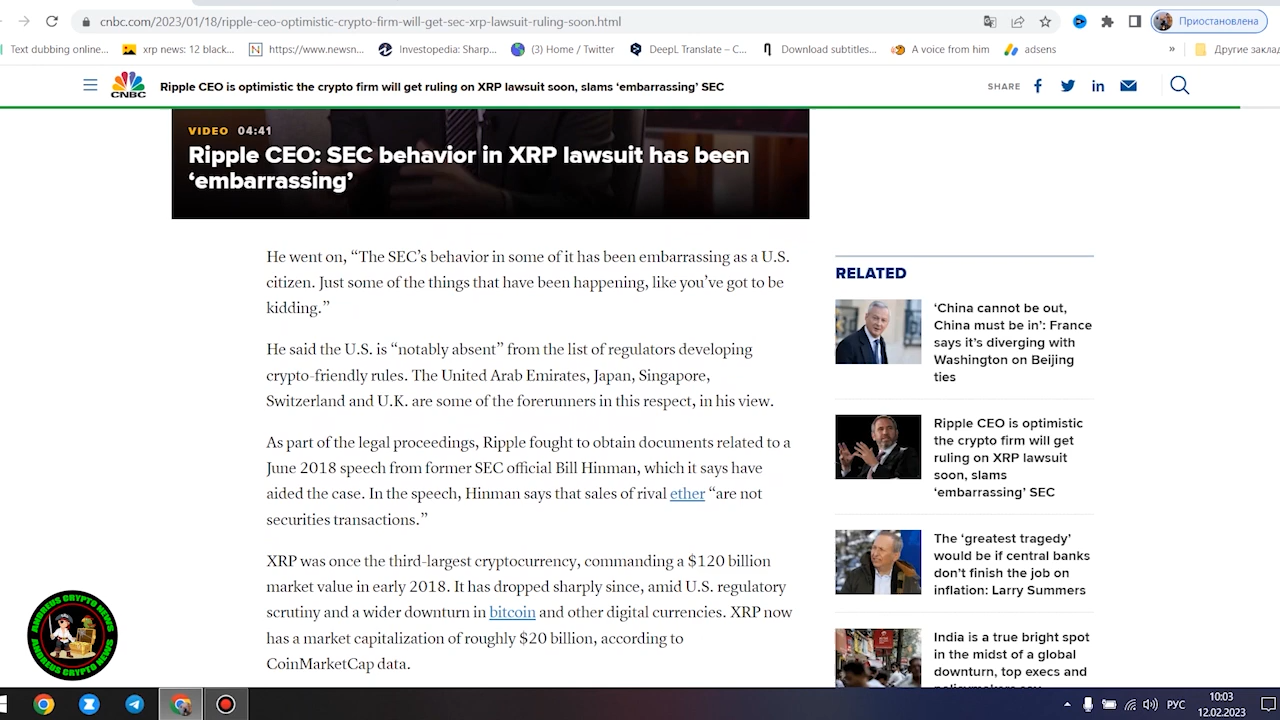 cnbc.com/2023/01/18/ripple-ceo-optimistic-crypto-firm-will-get-sec-xrp-lawsuit-ruling-soon.html
Приостановлена
Text dubbing online...
xrp news: 12 black...
https://www.newsn...
Investopedia: Sharp...
(3) Home / Twitter
DeepL Translate – C...
Download subtitles...
A voice from him
adsens
»
Другие заклад
CNBC
Ripple CEO is optimistic the crypto firm will get ruling on XRP lawsuit soon, slams ‘embarrassing’ SEC
SHARE
VIDEO 04:41
Ripple CEO: SEC behavior in XRP lawsuit has been
‘embarrassing’
He went on, “The SEC’s behavior in some of it has been embarrassing as a U.S.
citizen. Just some of the things that have been happening, like you’ve got to be
kidding.”
He said the U.S. is “notably absent” from the list of regulators developing
crypto-friendly rules. The United Arab Emirates, Japan, Singapore,
Switzerland and U.K. are some of the forerunners in this respect, in his view.
As part of the legal proceedings, Ripple fought to obtain documents related to a
June 2018 speech from former SEC official Bill Hinman, which it says have
aided the case. In the speech, Hinman says that sales of rival ether “are not
securities transactions.”
XRP was once the third-largest cryptocurrency, commanding a $120 billion
market value in early 2018. It has dropped sharply since, amid U.S. regulatory
scrutiny and a wider downturn in bitcoin and other digital currencies. XRP now
has a market capitalization of roughly $20 billion, according to
CoinMarketCap data.
RELATED
‘China cannot be out,
China must be in’: France
says it’s diverging with
Washington on Beijing
ties
Ripple CEO is optimistic
the crypto firm will get
ruling on XRP lawsuit
soon, slams
‘embarrassing’ SEC
The ‘greatest tragedy’
would be if central banks
don’t finish the job on
inflation: Larry Summers
India is a true bright spot
in the midst of a global
downturn, top execs and
policymakers say
ANDREUS CRYPTO NEWS
ANDREUS CRYPTO NEWS
РУС
10:03
12.02.2023